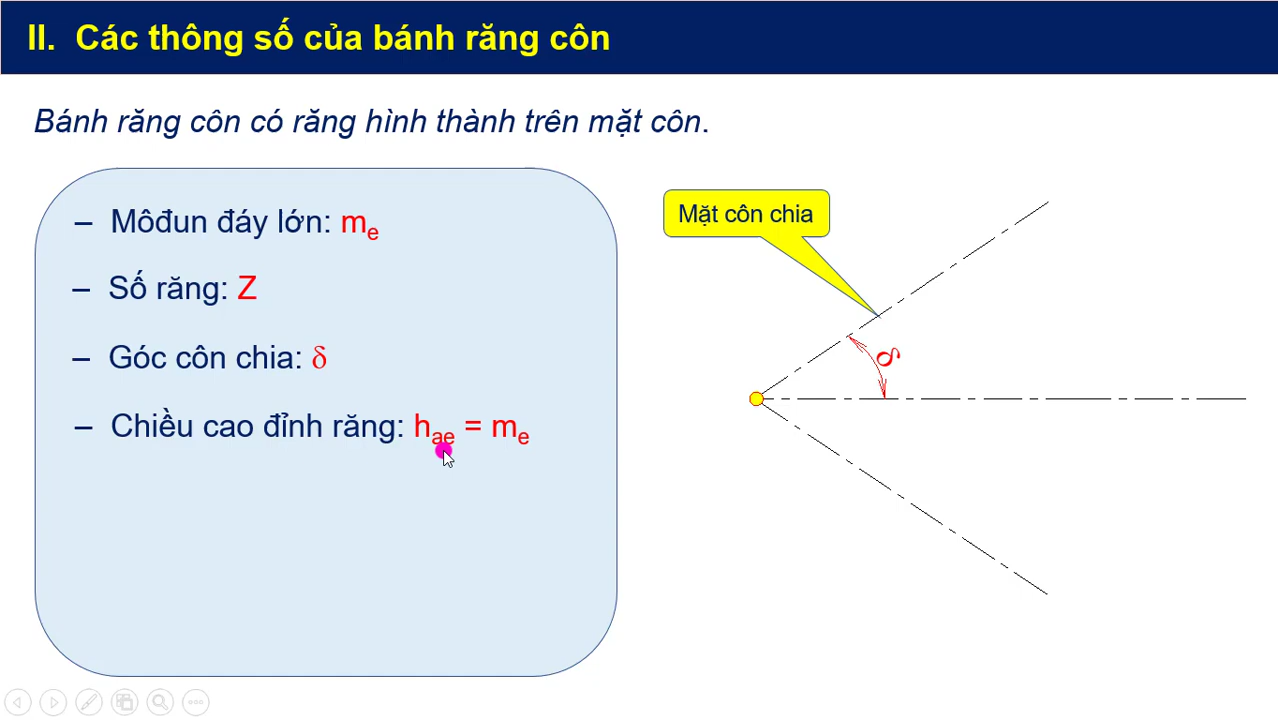 II. Các thông số của bánh răng côn
Bánh răng côn có răng hình thành trên mặt côn.
– Môđun đáy lớn: mₑ
– Số răng: Z
– Góc côn chia: δ
– Chiều cao đỉnh răng: hₐₑ = mₑ
Mặt côn chia
δ